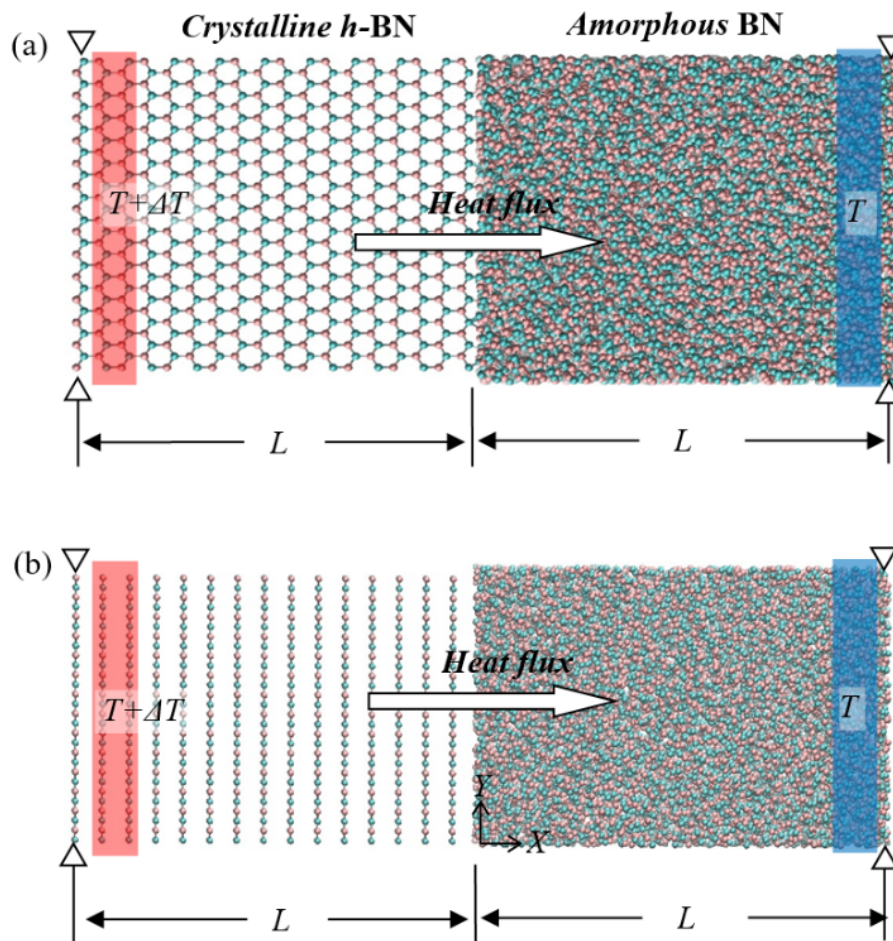 Crystalline h-BN Amorphous BN
(a)
T+ΔT
Heat flux
T
L L
(b)
Heat flux
T+ΔT T
Y
X
L L